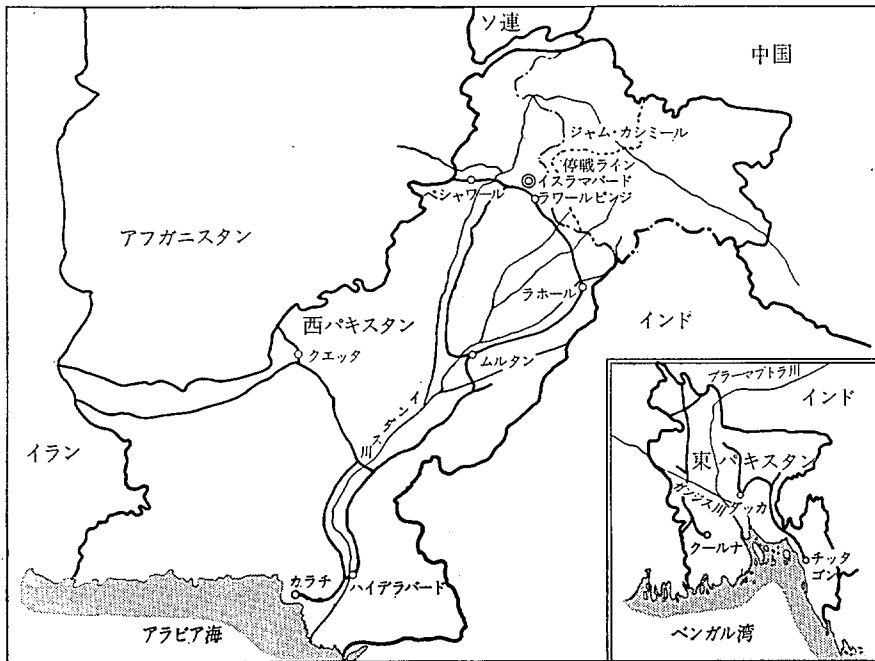 ソ連
中国
ジャム・カシミール
停戦ライン
イスラマバード
ラワールピンジ
ペシャワール
アフガニスタン
ラホール
西パキスタン
インド
クエッタ
ムルタン
インダス川
イラン
カラチ
ハイデラバード
アラビア海
ブラーマプトラ川
インド
東パキスタン
ガンジス川
ダッカ
クールナ
チッタ
ゴン
ベンガル湾